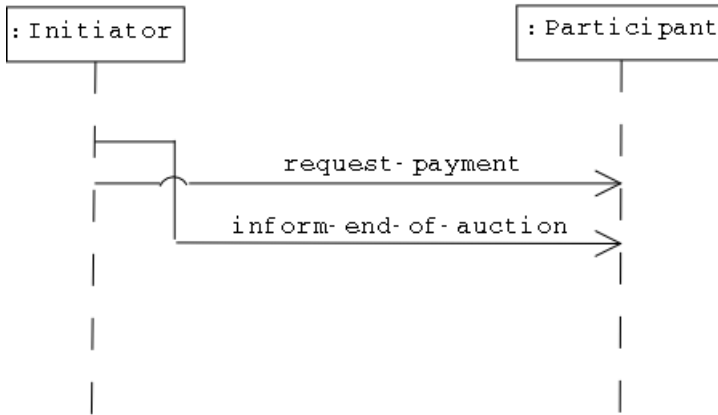 : Initiator
: Participant
request-payment
inform-end-of-auction